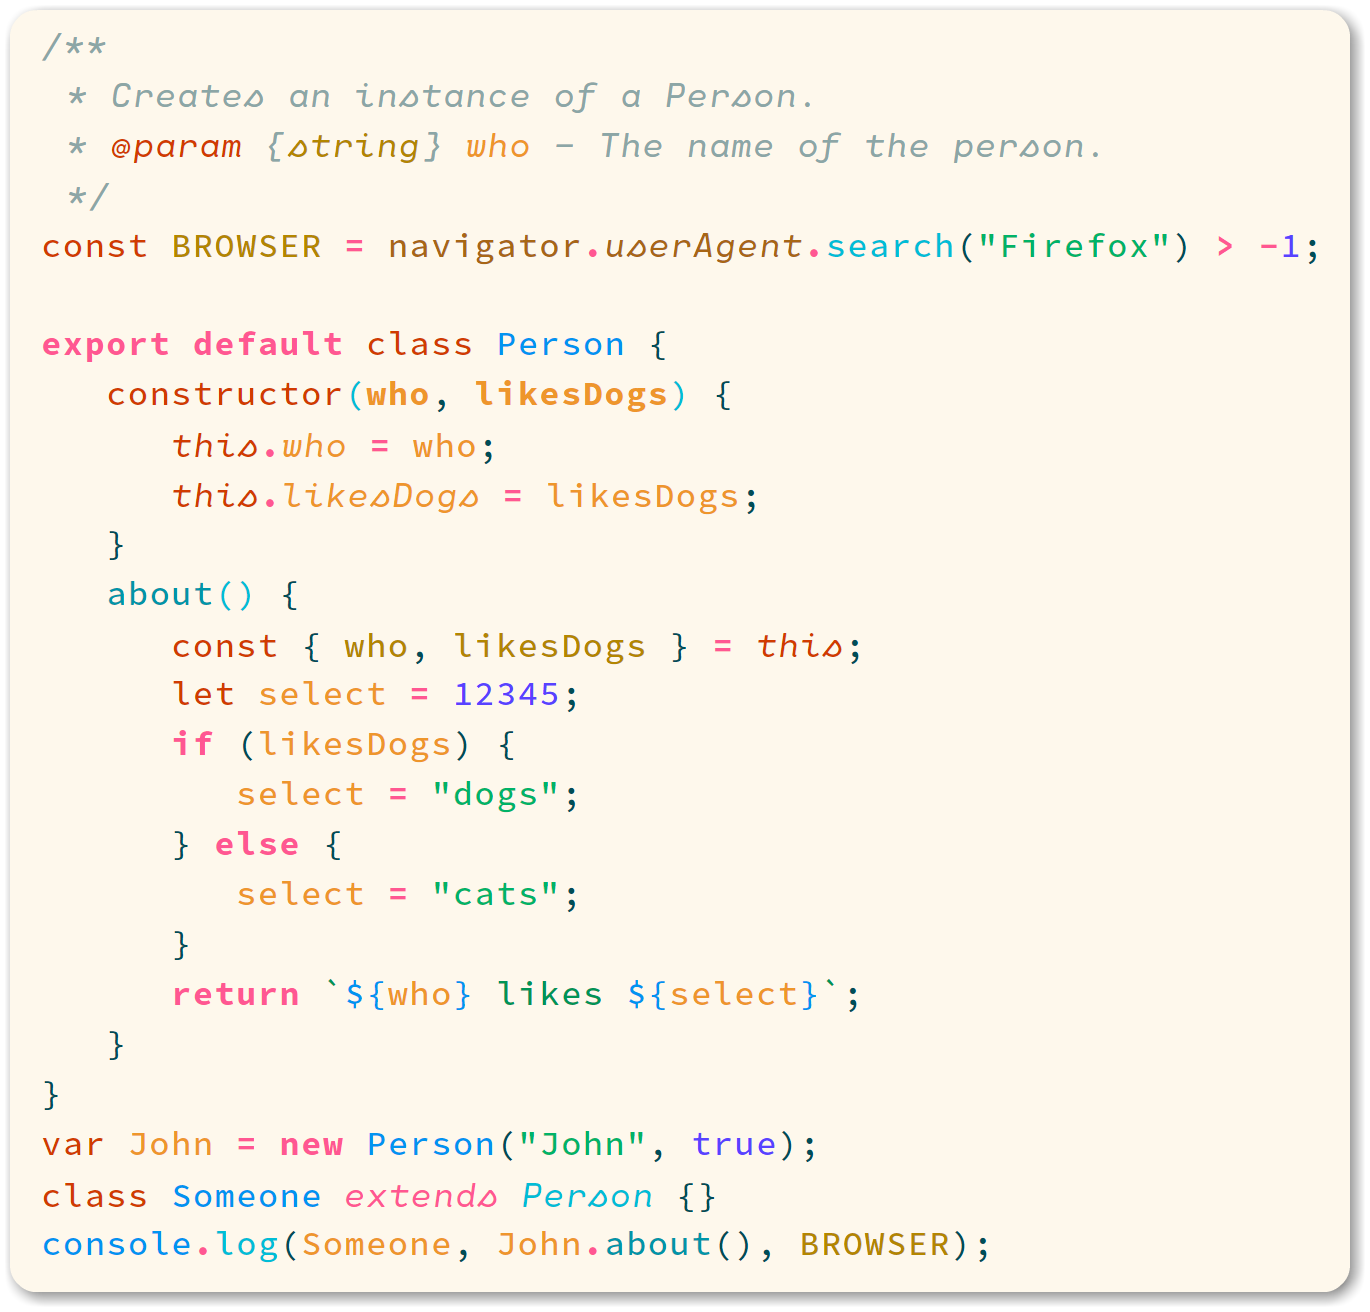 /**
 * Creates an instance of a Person.
 * @param {string} who - The name of the person.
 */
const BROWSER = navigator.userAgent.search("Firefox") > -1;

export default class Person {
   constructor(who, likesDogs) {
      this.who = who;
      this.likesDogs = likesDogs;
   }
   about() {
      const { who, likesDogs } = this;
      let select = 12345;
      if (likesDogs) {
         select = "dogs";
      } else {
         select = "cats";
      }
      return `${who} likes ${select}`;
   }
}
var John = new Person("John", true);
class Someone extends Person {}
console.log(Someone, John.about(), BROWSER);